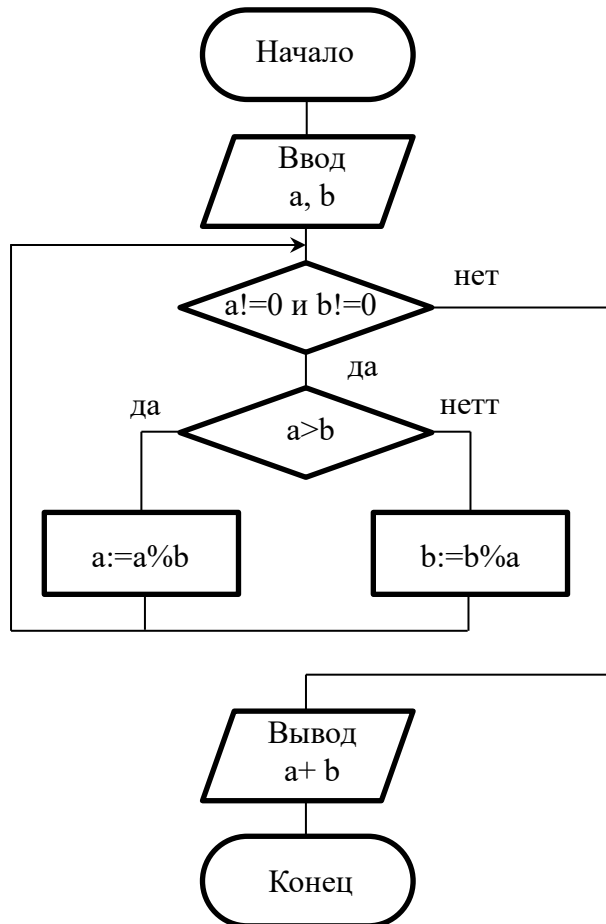 Начало
Ввод
a, b
a!=0 и b!=0
нет
да
да
a>b
нетт
a:=a%b
b:=b%a
Вывод
a+ b
Конец